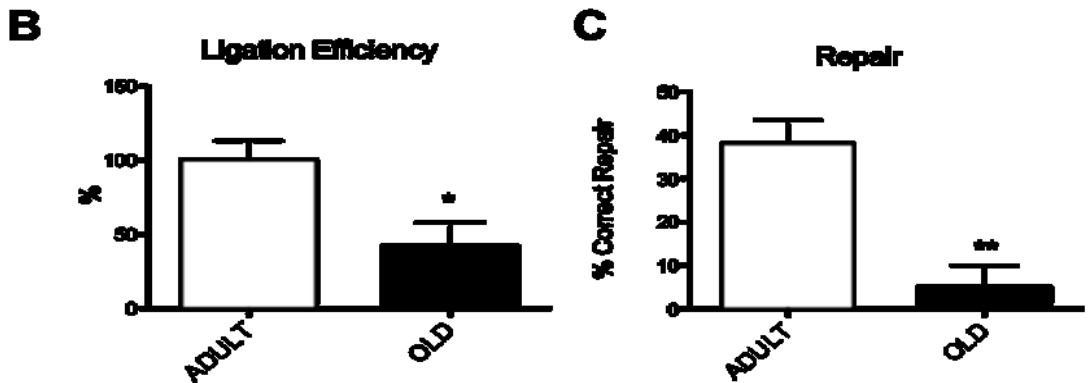 B
Ligation Efficiency
150
100
50
0
%
*
ADULT
OLD
C
Repair
50
40
30
20
10
0
% Correct Repair
**
ADULT
OLD